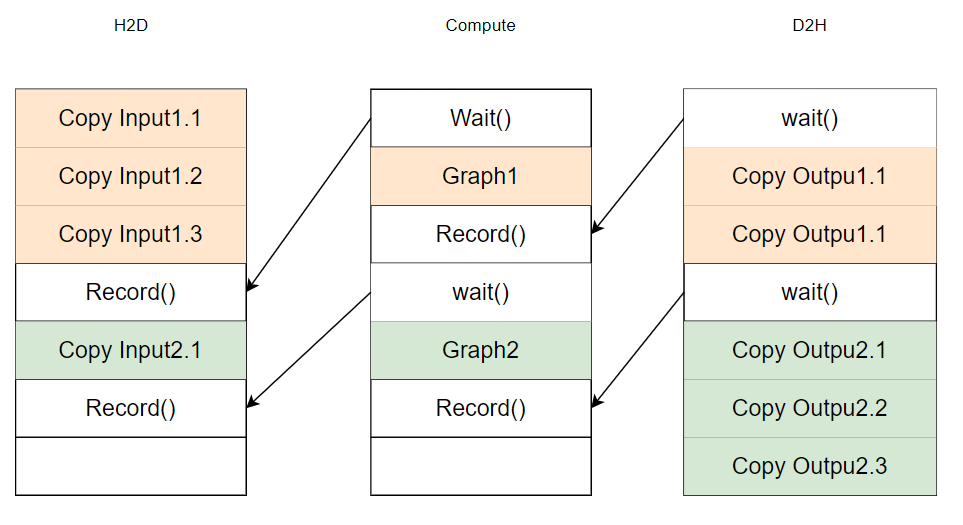 H2D
Compute
D2H
Copy Input1.1
Wait()
wait()
Copy Input1.2
Graph1
Copy Outpu1.1
Copy Input1.3
Record()
Copy Outpu1.1
Record()
wait()
wait()
Copy Input2.1
Graph2
Copy Outpu2.1
Record()
Record()
Copy Outpu2.2
Copy Outpu2.3